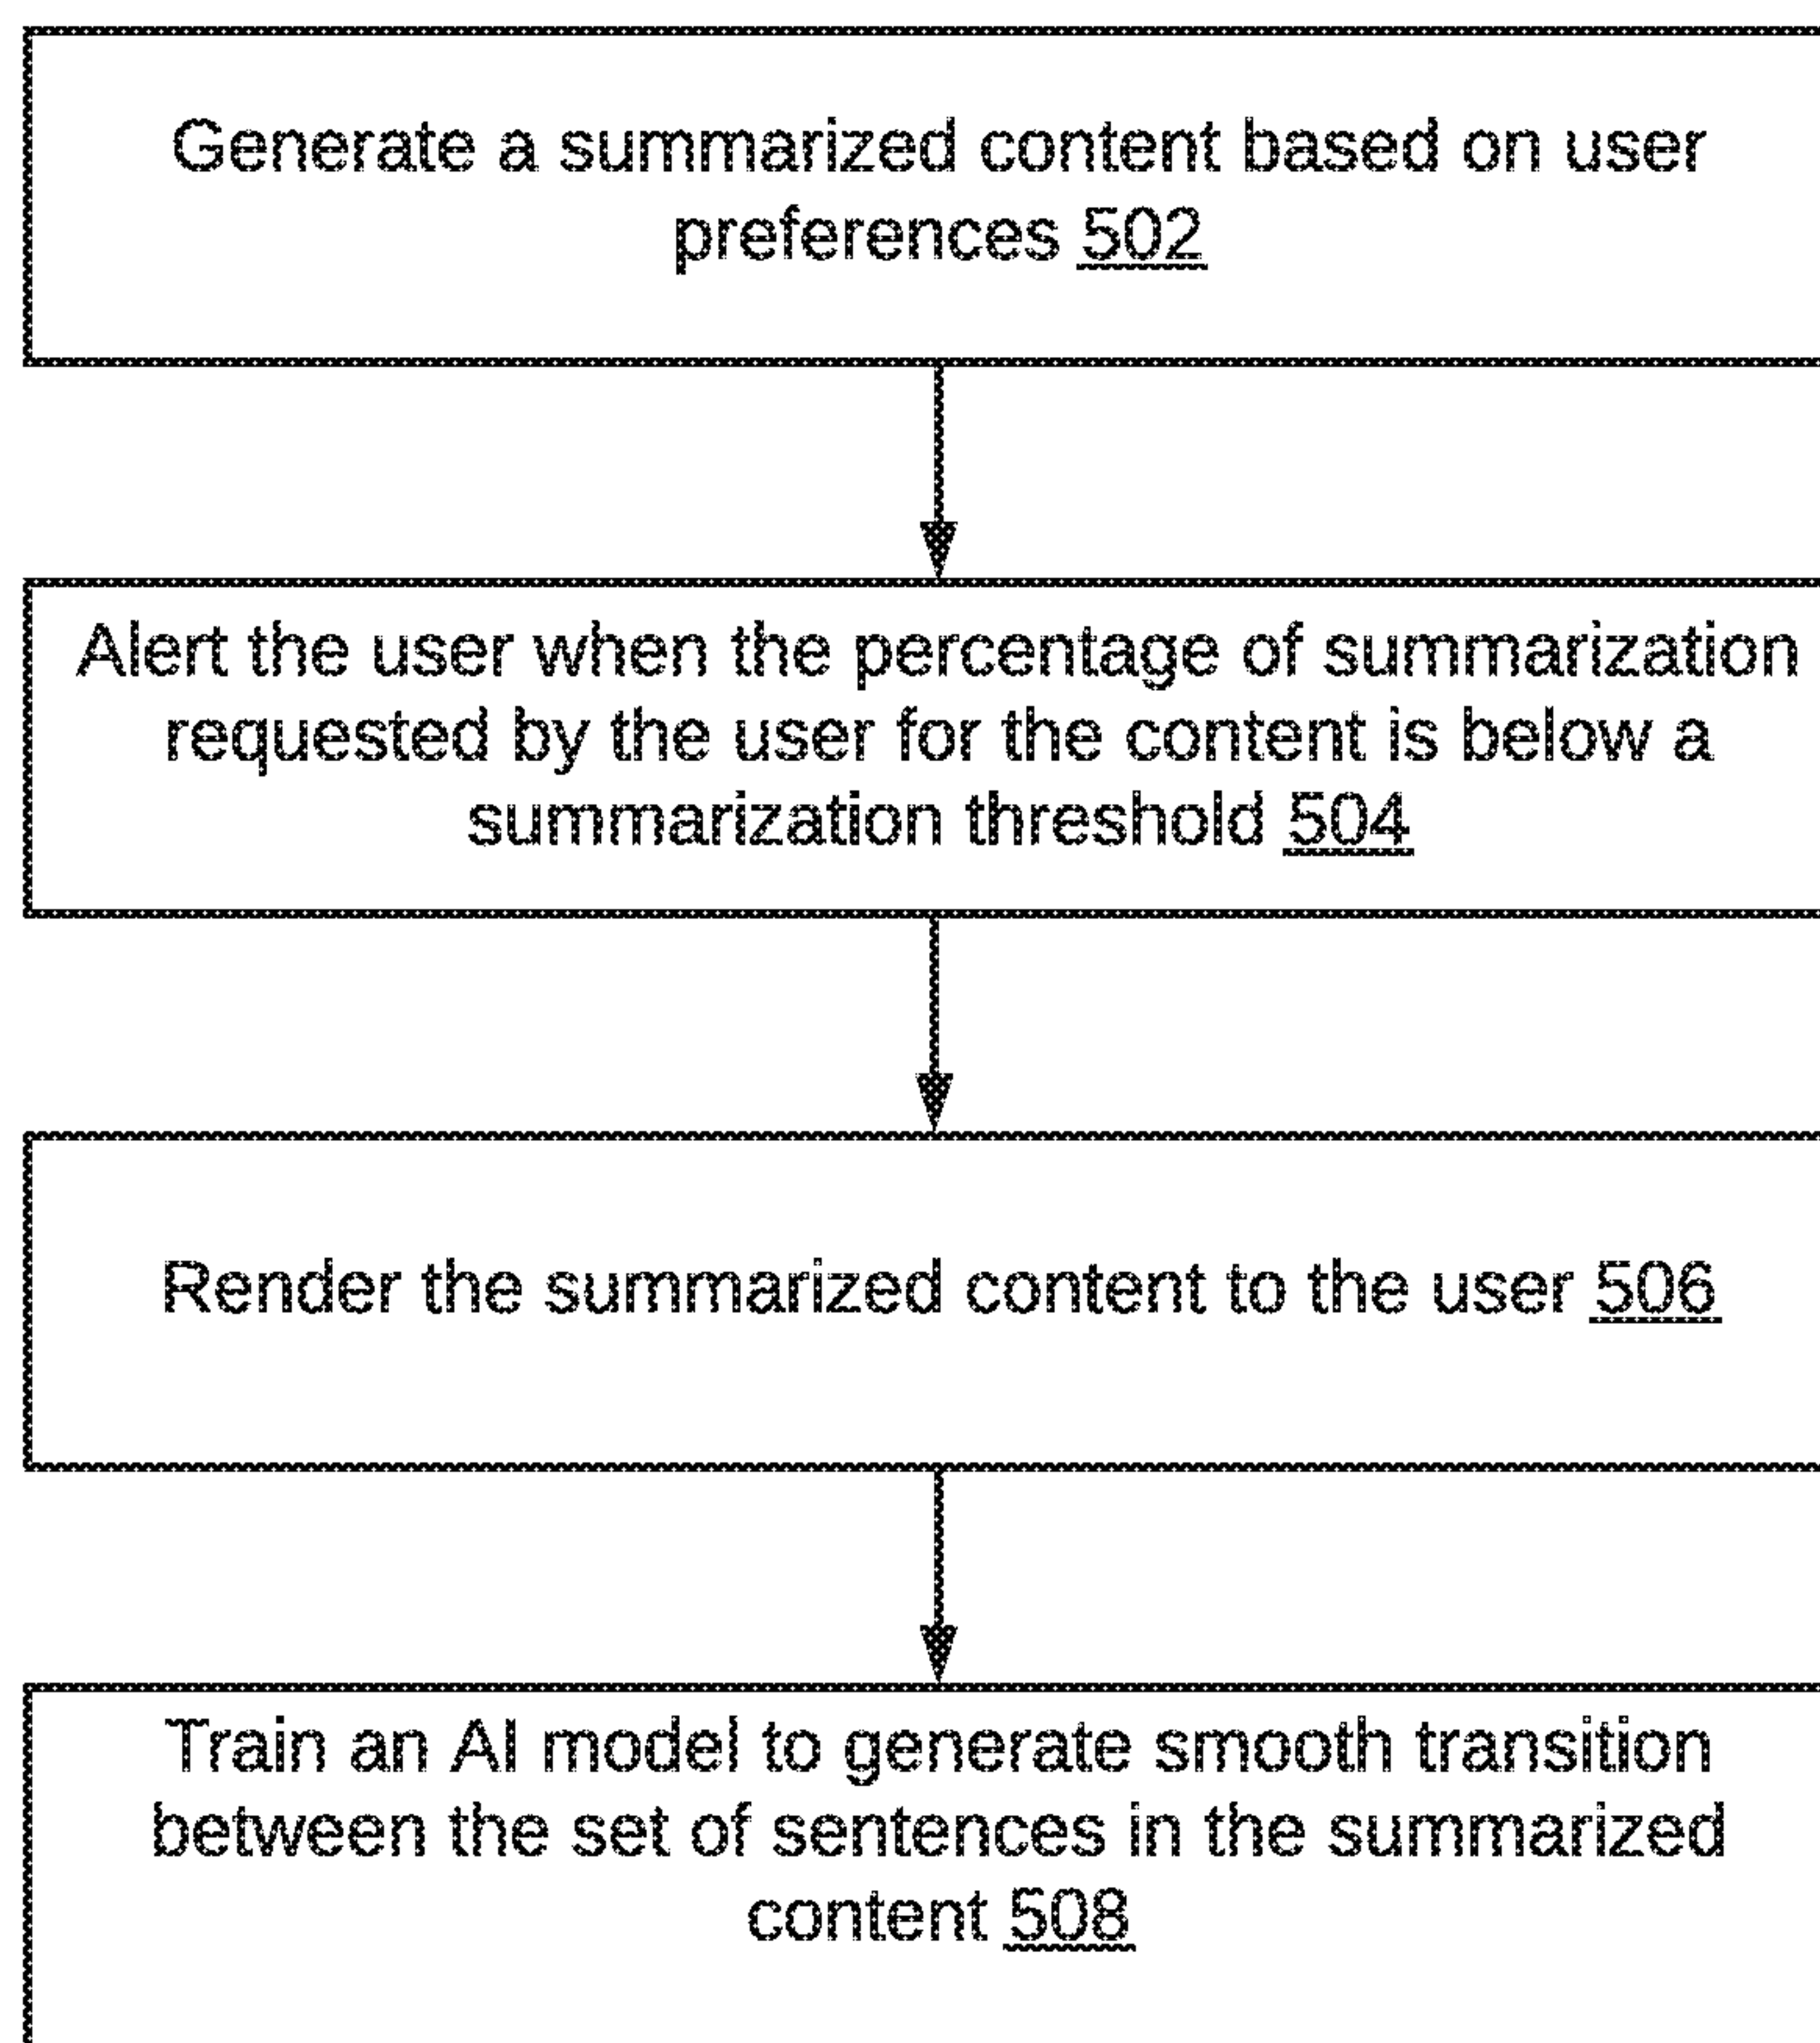 Generate a summarized content based on user
preferences 502
Alert the user when the percentage of summarization
requested by the user for the content is below a
summarization threshold 504
Render the summarized content to the user 506
Train an AI model to generate smooth transition
between the set of sentences in the summarized
content 508